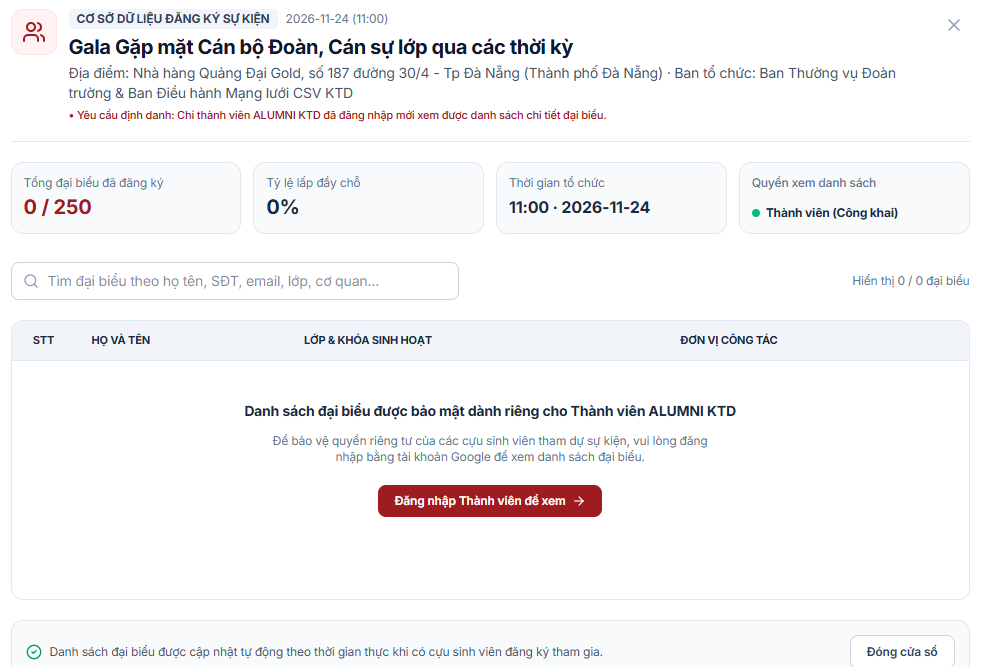 CƠ SỞ DỮ LIỆU ĐĂNG KÝ SỰ KIỆN 2026-11-24 (11:00)
Gala Gặp mặt Cán bộ Đoàn, Cán sự lớp qua các thời kỳ
Địa điểm: Nhà hàng Quảng Đại Gold, số 187 đường 30/4 - Tp Đà Nẵng (Thành phố Đà Nẵng) · Ban tổ chức: Ban Thường vụ Đoàn
trường & Ban Điều hành Mạng lưới CSV KTD
• Yêu cầu định danh: Chỉ thành viên ALUMNI KTD đã đăng nhập mới xem được danh sách chi tiết đại biểu.
Tổng đại biểu đã đăng ký
0 / 250
Tỷ lệ lấp đầy chỗ
0%
Thời gian tổ chức
11:00 · 2026-11-24
Quyền xem danh sách
Thành viên (Công khai)
Tìm đại biểu theo họ tên, SĐT, email, lớp, cơ quan...
Hiển thị 0 / 0 đại biểu
STT HỌ VÀ TÊN LỚP & KHÓA SINH HOẠT ĐƠN VỊ CÔNG TÁC
Danh sách đại biểu được bảo mật dành riêng cho Thành viên ALUMNI KTD
Để bảo vệ quyền riêng tư của các cựu sinh viên tham dự sự kiện, vui lòng đăng
nhập bằng tài khoản Google để xem danh sách đại biểu.
Đăng nhập Thành viên để xem →
Danh sách đại biểu được cập nhật tự động theo thời gian thực khi có cựu sinh viên đăng ký tham gia.
Đóng cửa sổ